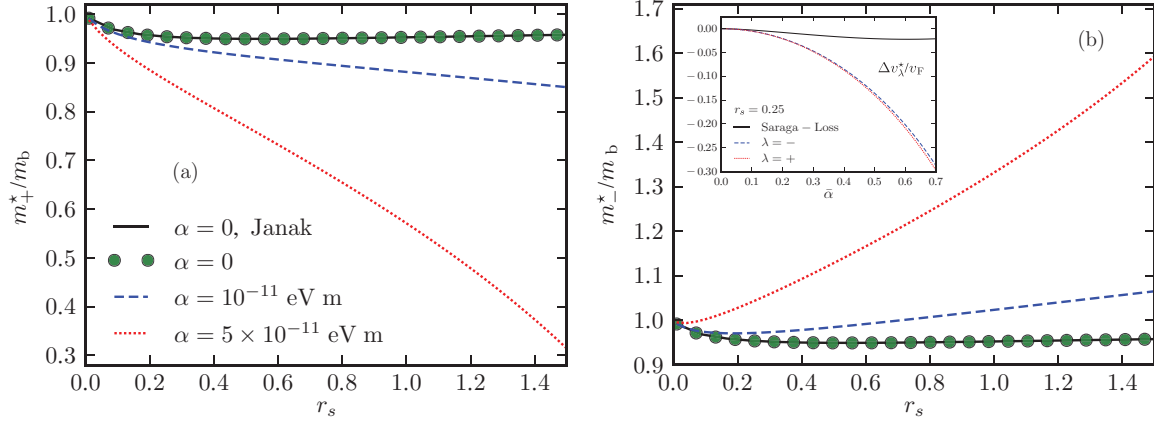 1.0
0.9
0.8
0.7
0.6
0.5
0.4
0.3
m⋆+/mb
(a)
α = 0, Janak
α = 0
α = 10−11 eV m
α = 5 × 10−11 eV m
0.0 0.2 0.4 0.6 0.8 1.0 1.2 1.4
rs
1.7
1.6
1.5
1.4
1.3
1.2
1.1
1.0
0.9
m⋆−/m b
(b)
0.00
−0.05
−0.10
−0.15
−0.20
−0.25
−0.30
Δv⋆λ/vF
rs = 0.25
Saraga − Loss
λ = −
λ = +
0.0 0.1 0.2 0.3 0.4 0.5 0.6 0.7
ᾱ
0.0 0.2 0.4 0.6 0.8 1.0 1.2 1.4
rs